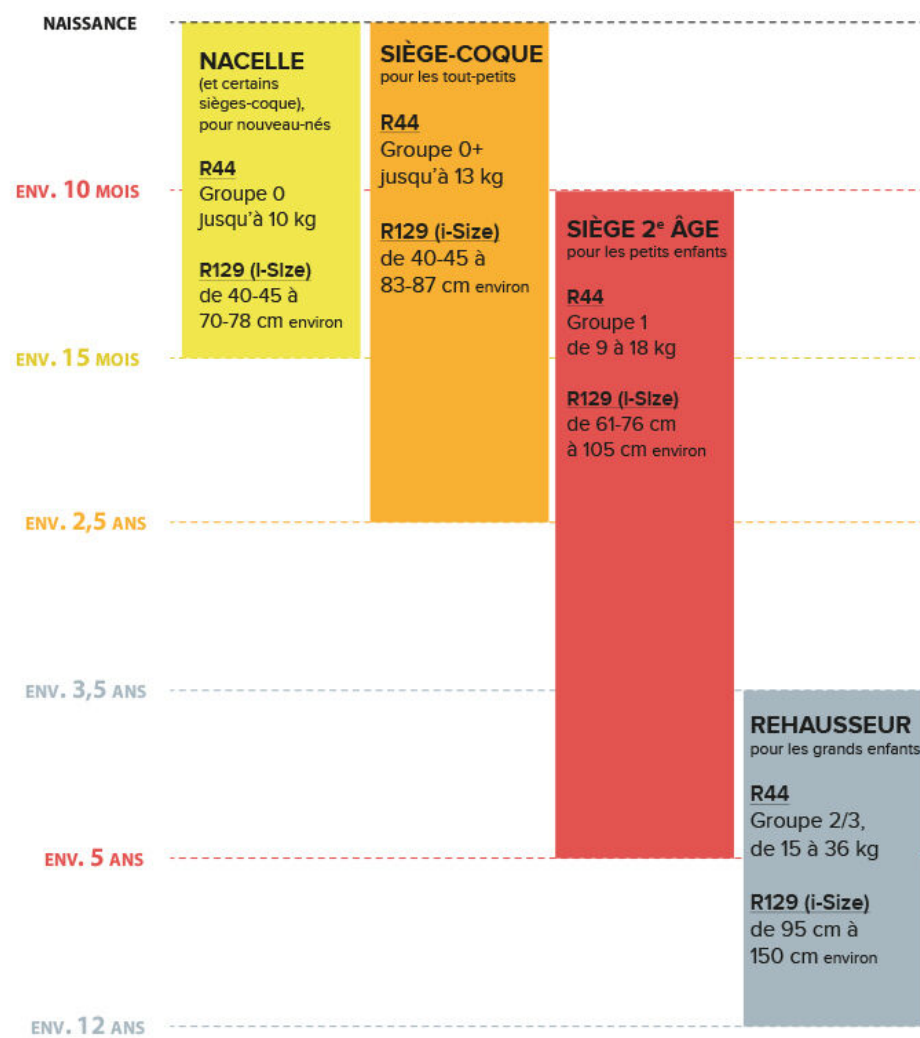 NAISSANCE
NACELLE
(et certains
sièges-coque),
pour nouveau-nés
R44
Groupe 0
jusqu'à 10 kg
R129 (i-Size)
de 40-45 à
70-78 cm environ
SIÈGE-COQUE
pour les tout-petits
R44
Groupe 0+
jusqu'à 13 kg
R129 (i-Size)
de 40-45 à
83-87 cm environ
ENV. 10 MOIS
SIÈGE 2e ÂGE
pour les petits enfants
R44
Groupe 1
de 9 à 18 kg
R129 (i-Size)
de 61-76 cm
à 105 cm environ
ENV. 15 MOIS
ENV. 2,5 ANS
ENV. 3,5 ANS
REHAUSSEUR
pour les grands enfants
R44
Groupe 2/3,
de 15 à 36 kg
R129 (i-Size)
de 95 cm à
150 cm environ
ENV. 5 ANS
ENV. 12 ANS